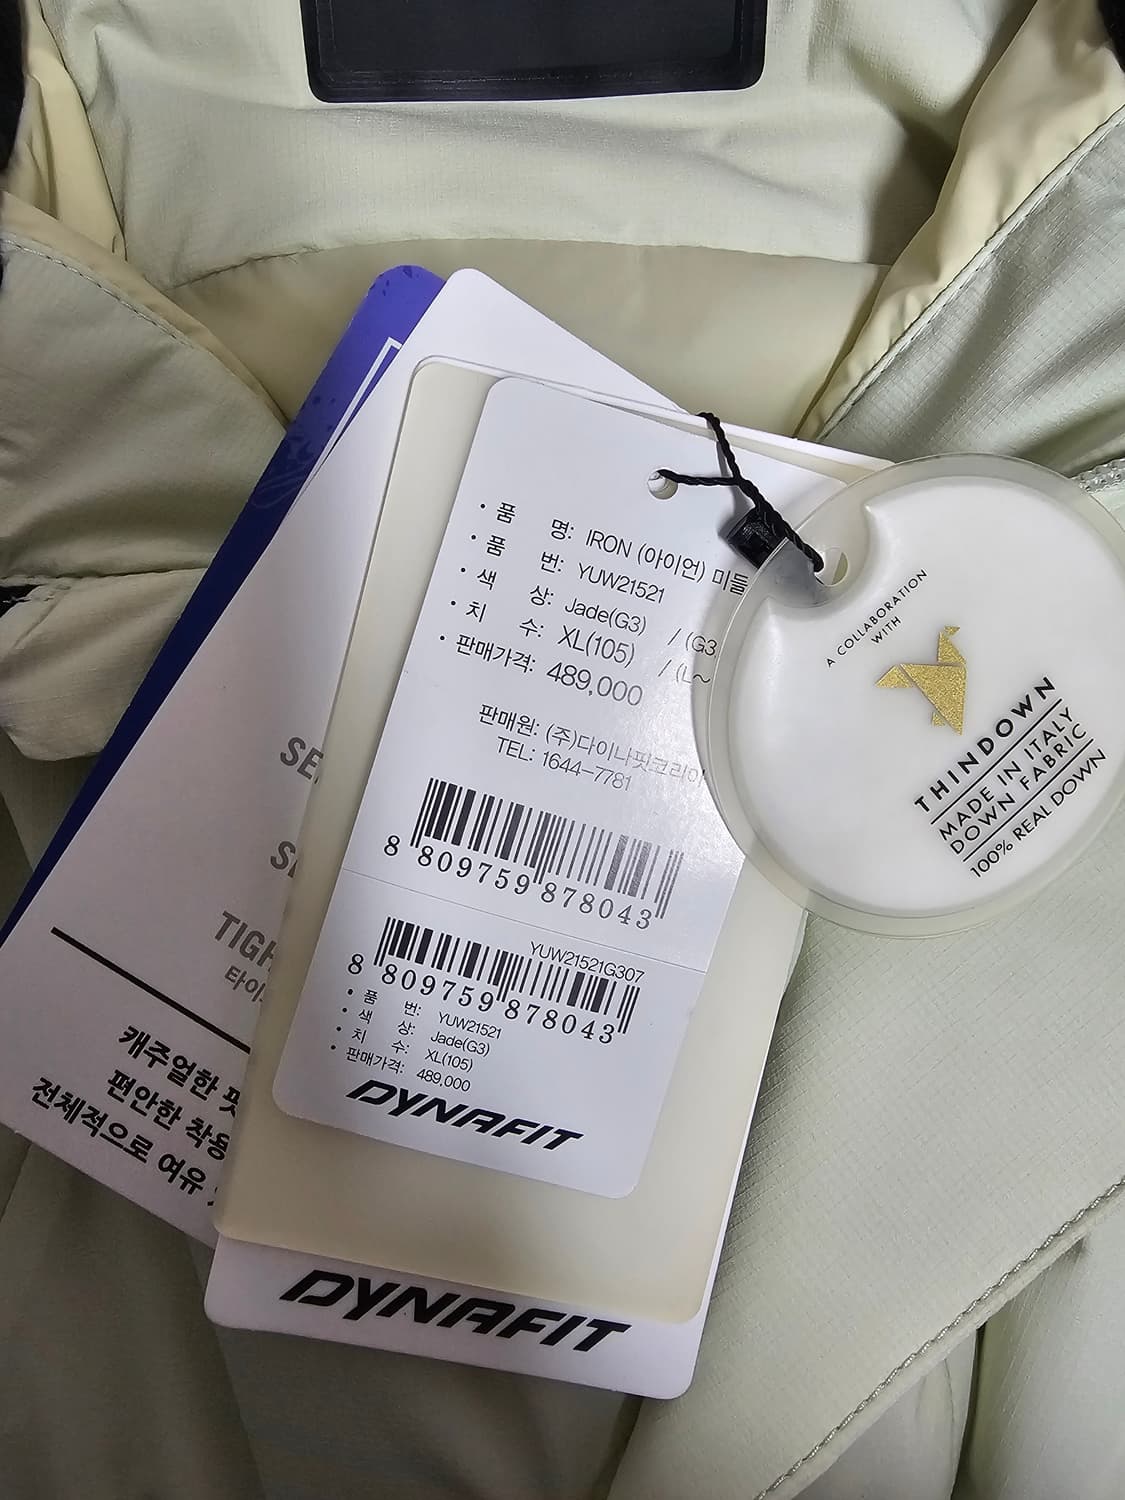 • 품 명: IRON (아이언) 미들
• 품 번: YUW21521
• 색 상: Jade(G3) / (G3
• 치 수: XL(105) / (L~
• 판매가격: 489,000
판매원: (주)다이나핏코리아
TEL: 1644-7781
8 809759 878043
YUW21521G307
8 809759 878043
• 품 번: YUW21521
• 색 상: Jade(G3)
• 치 수: XL(105)
• 판매가격: 489,000
DYNAFIT
DYNAFIT
A COLLABORATION
WITH
THINDOWN
MADE IN ITALY
DOWN FABRIC
100% REAL DOWN
캐주얼한
편안한 착용
전체적으로 여유